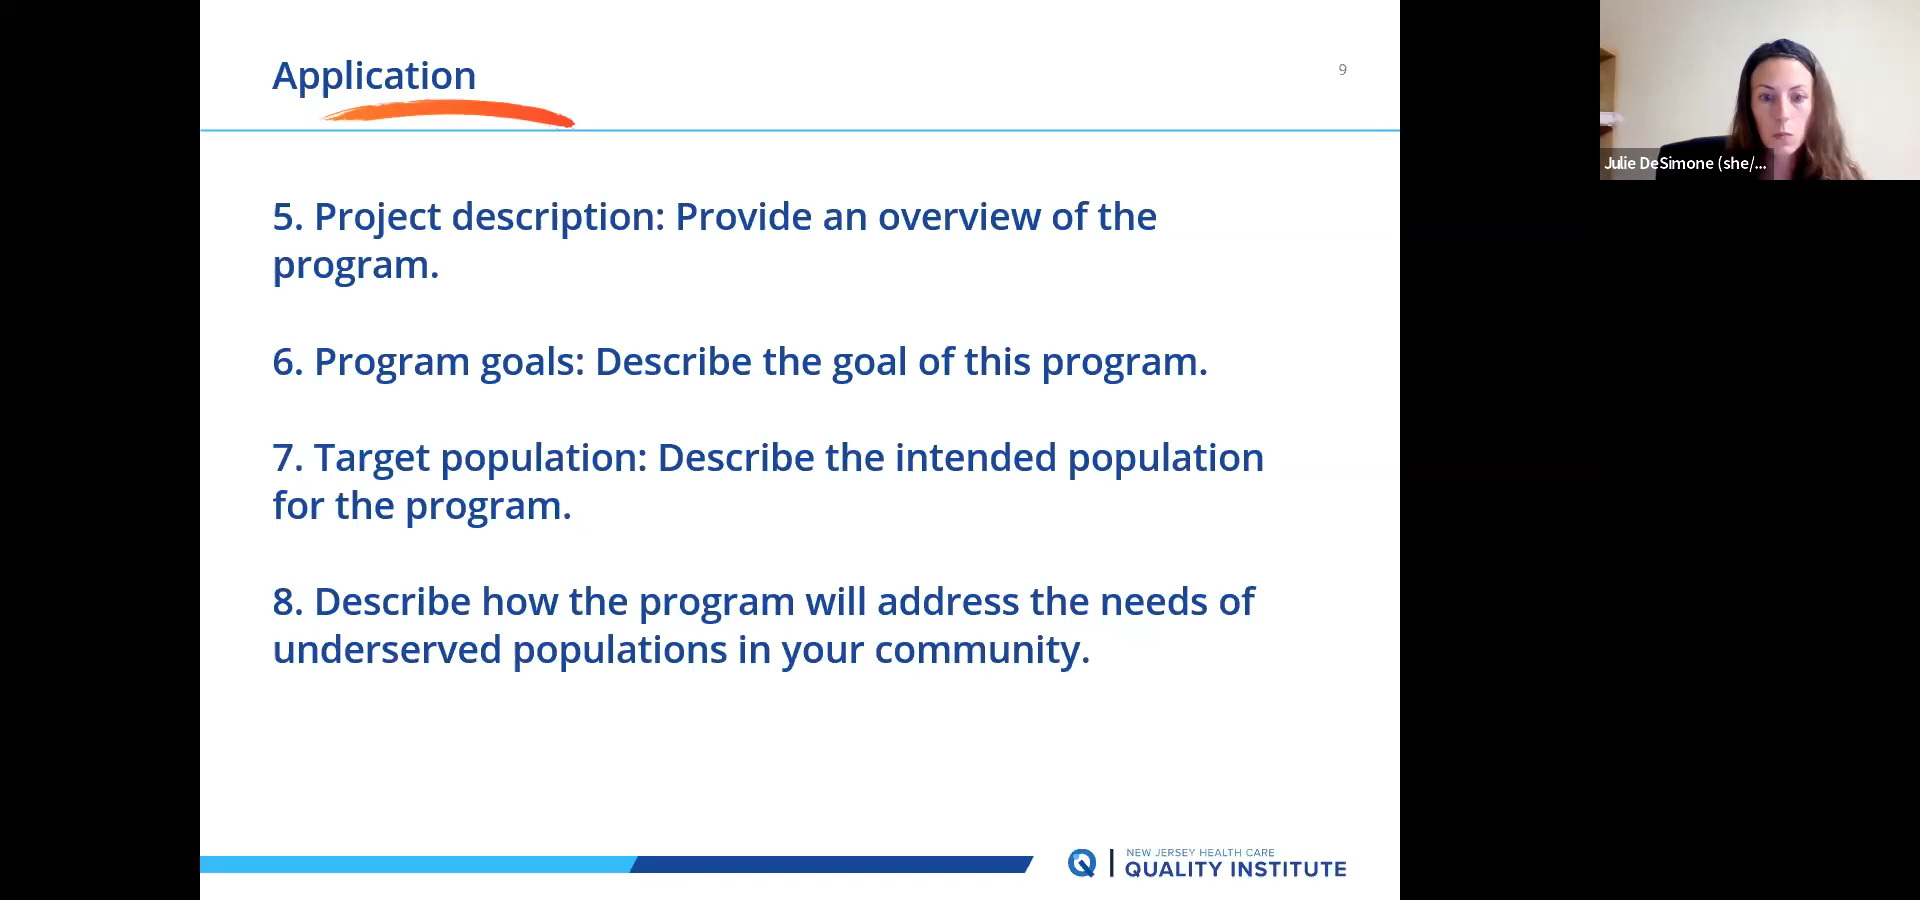 Application
9
5. Project description: Provide an overview of the
program.
6. Program goals: Describe the goal of this program.
7. Target population: Describe the intended population
for the program.
8. Describe how the program will address the needs of
underserved populations in your community.
NEW JERSEY HEALTH CARE
QUALITY INSTITUTE
Julie DeSimone (she/...